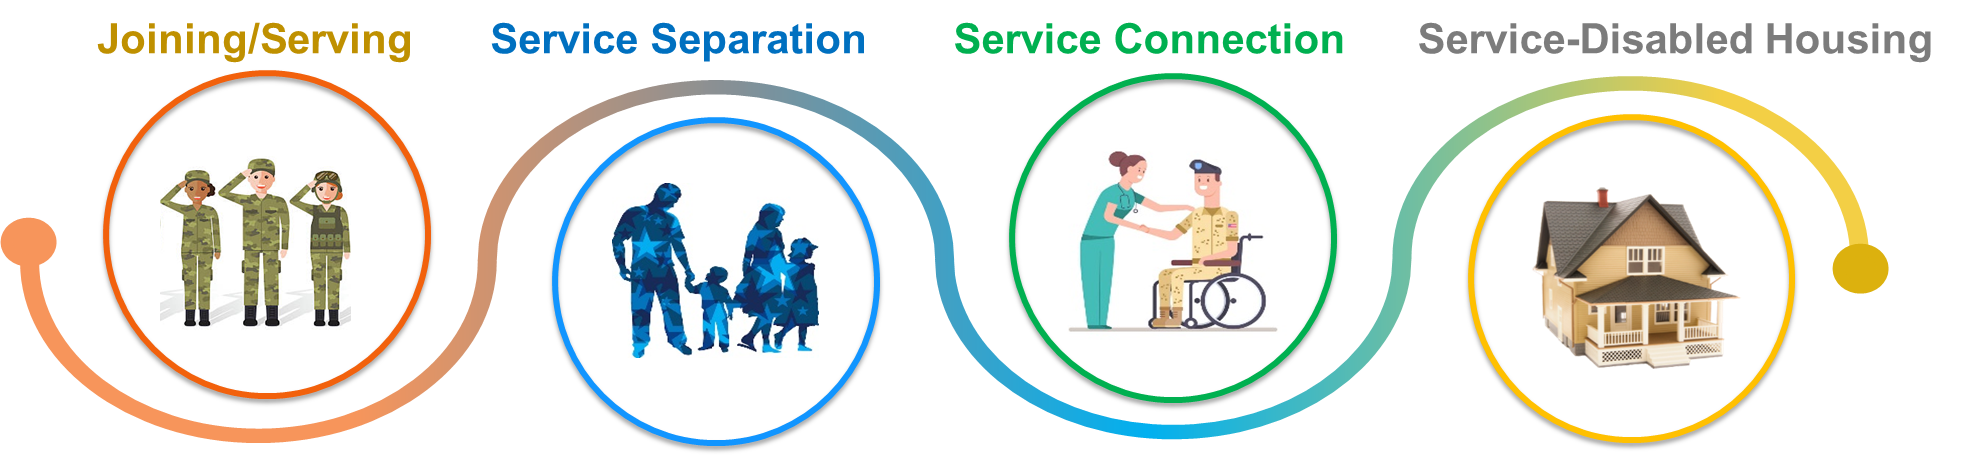 Joining/Serving
Service Separation
Service Connection
Service-Disabled Housing